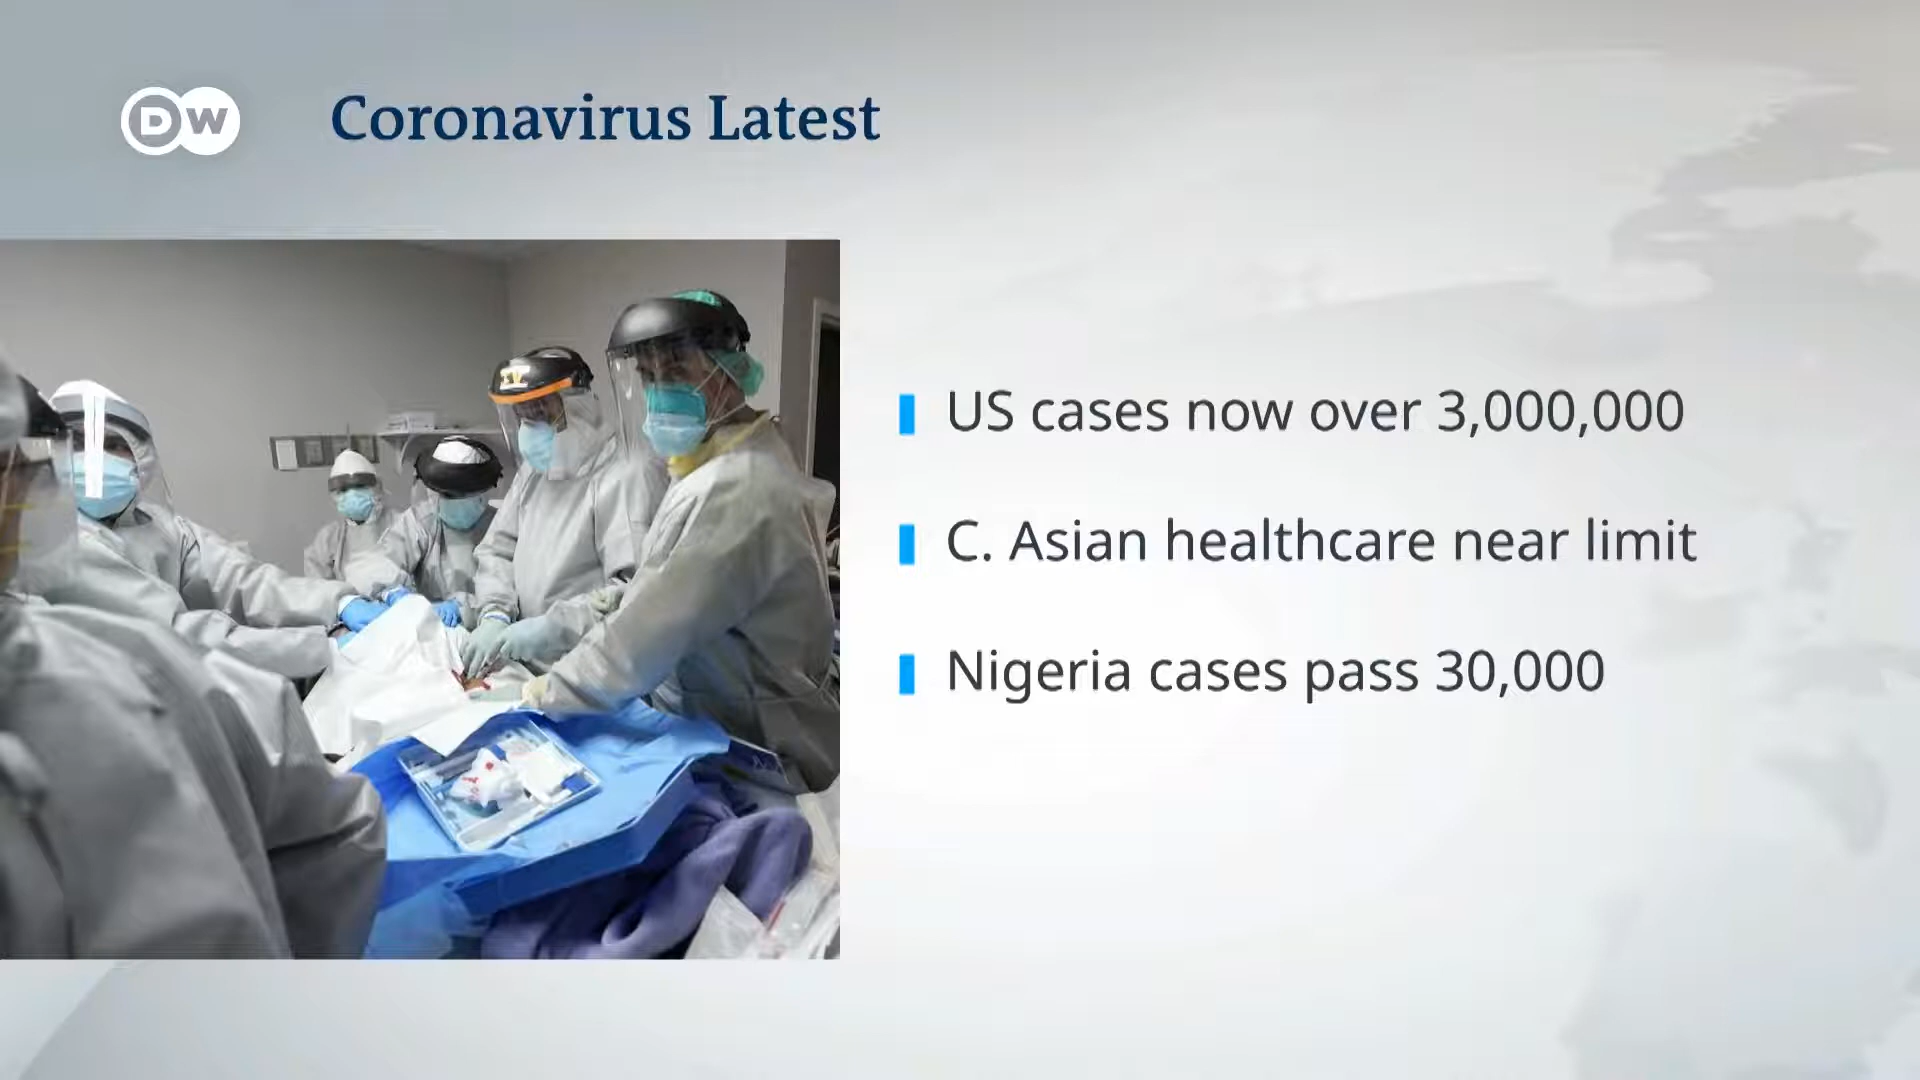 DW
Coronavirus Latest
US cases now over 3,000,000
C. Asian healthcare near limit
Nigeria cases pass 30,000